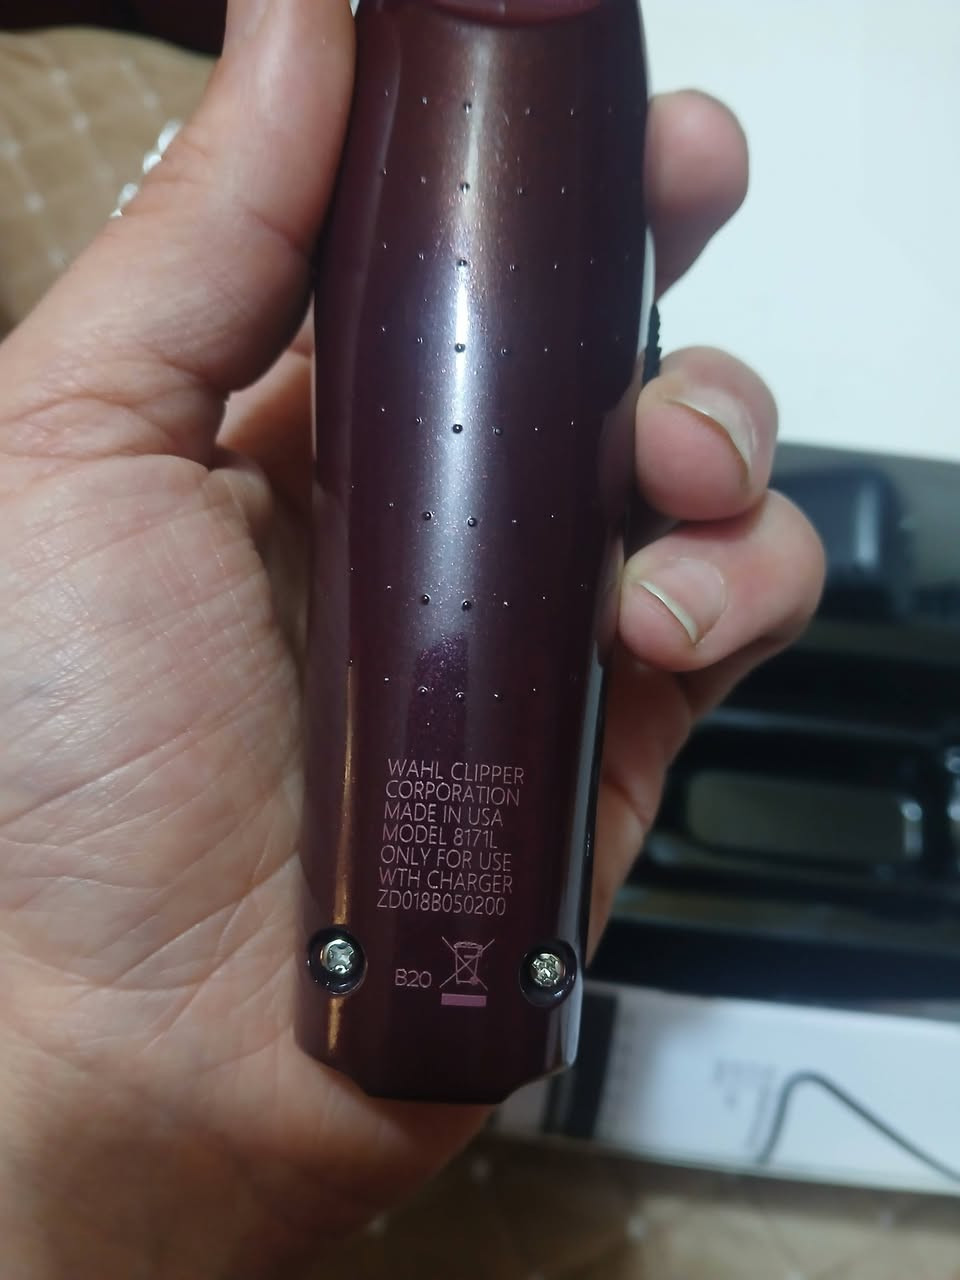 WAHL CLIPPER
CORPORATION
MADE IN USA
MODEL 8171L
ONLY FOR USE
WTH CHARGER
ZD018B050200
B20